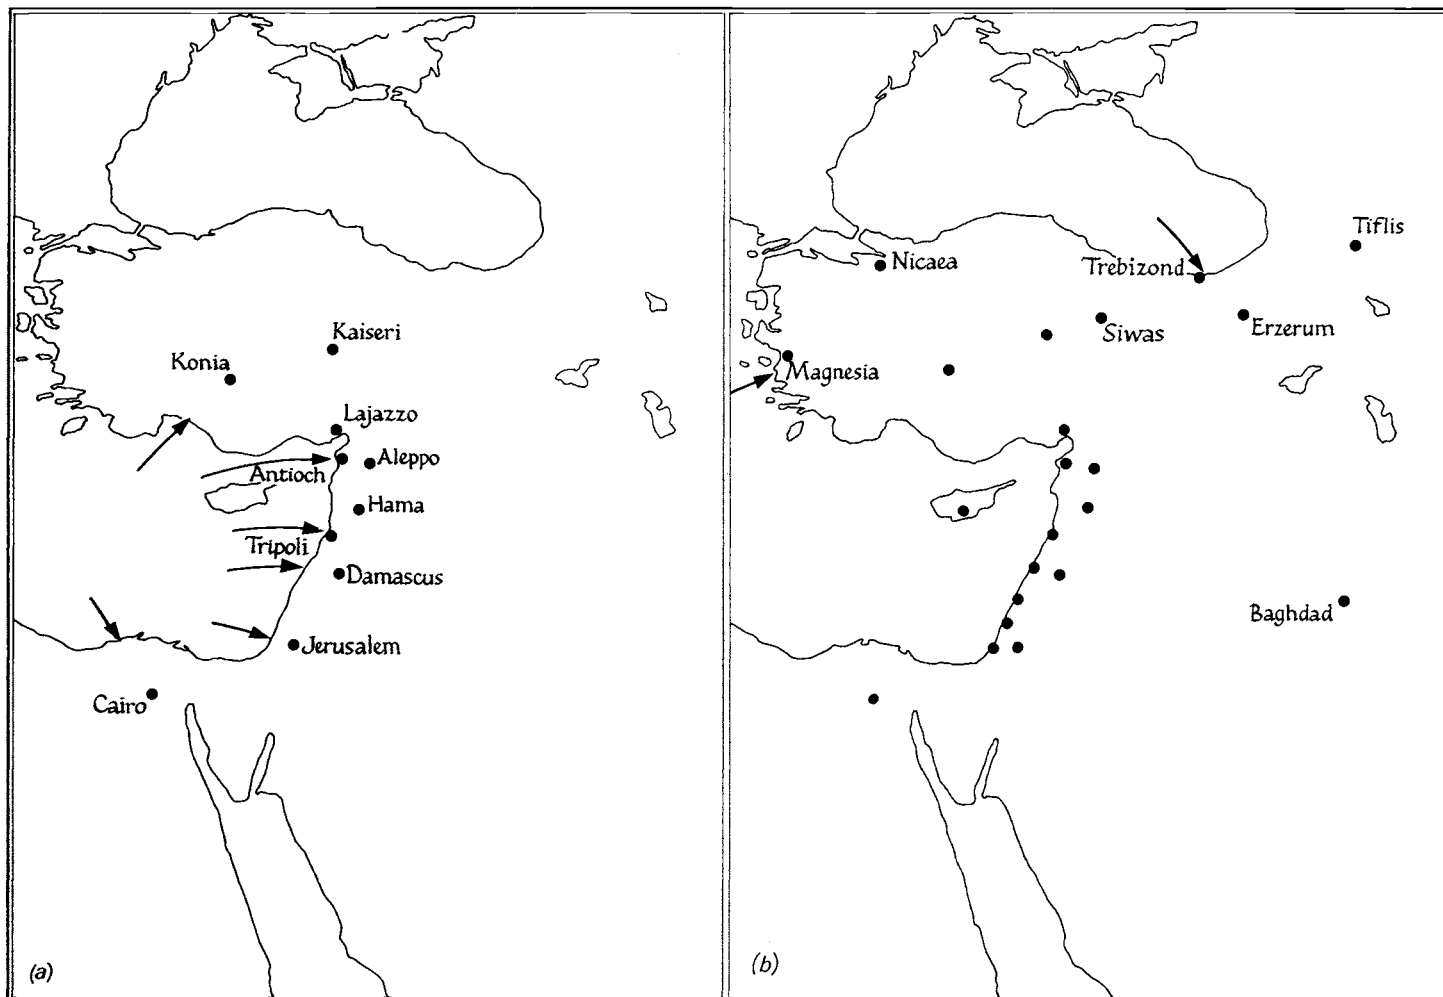 Kaiseri
Konia
Lajazzo
Antioch
Aleppo
Hama
Tripoli
Damascus
Jerusalem
Cairo
(a)
Tiflis
Nicaea
Trebizond
Siwas
Erzerum
Magnesia
Baghdad
(b)